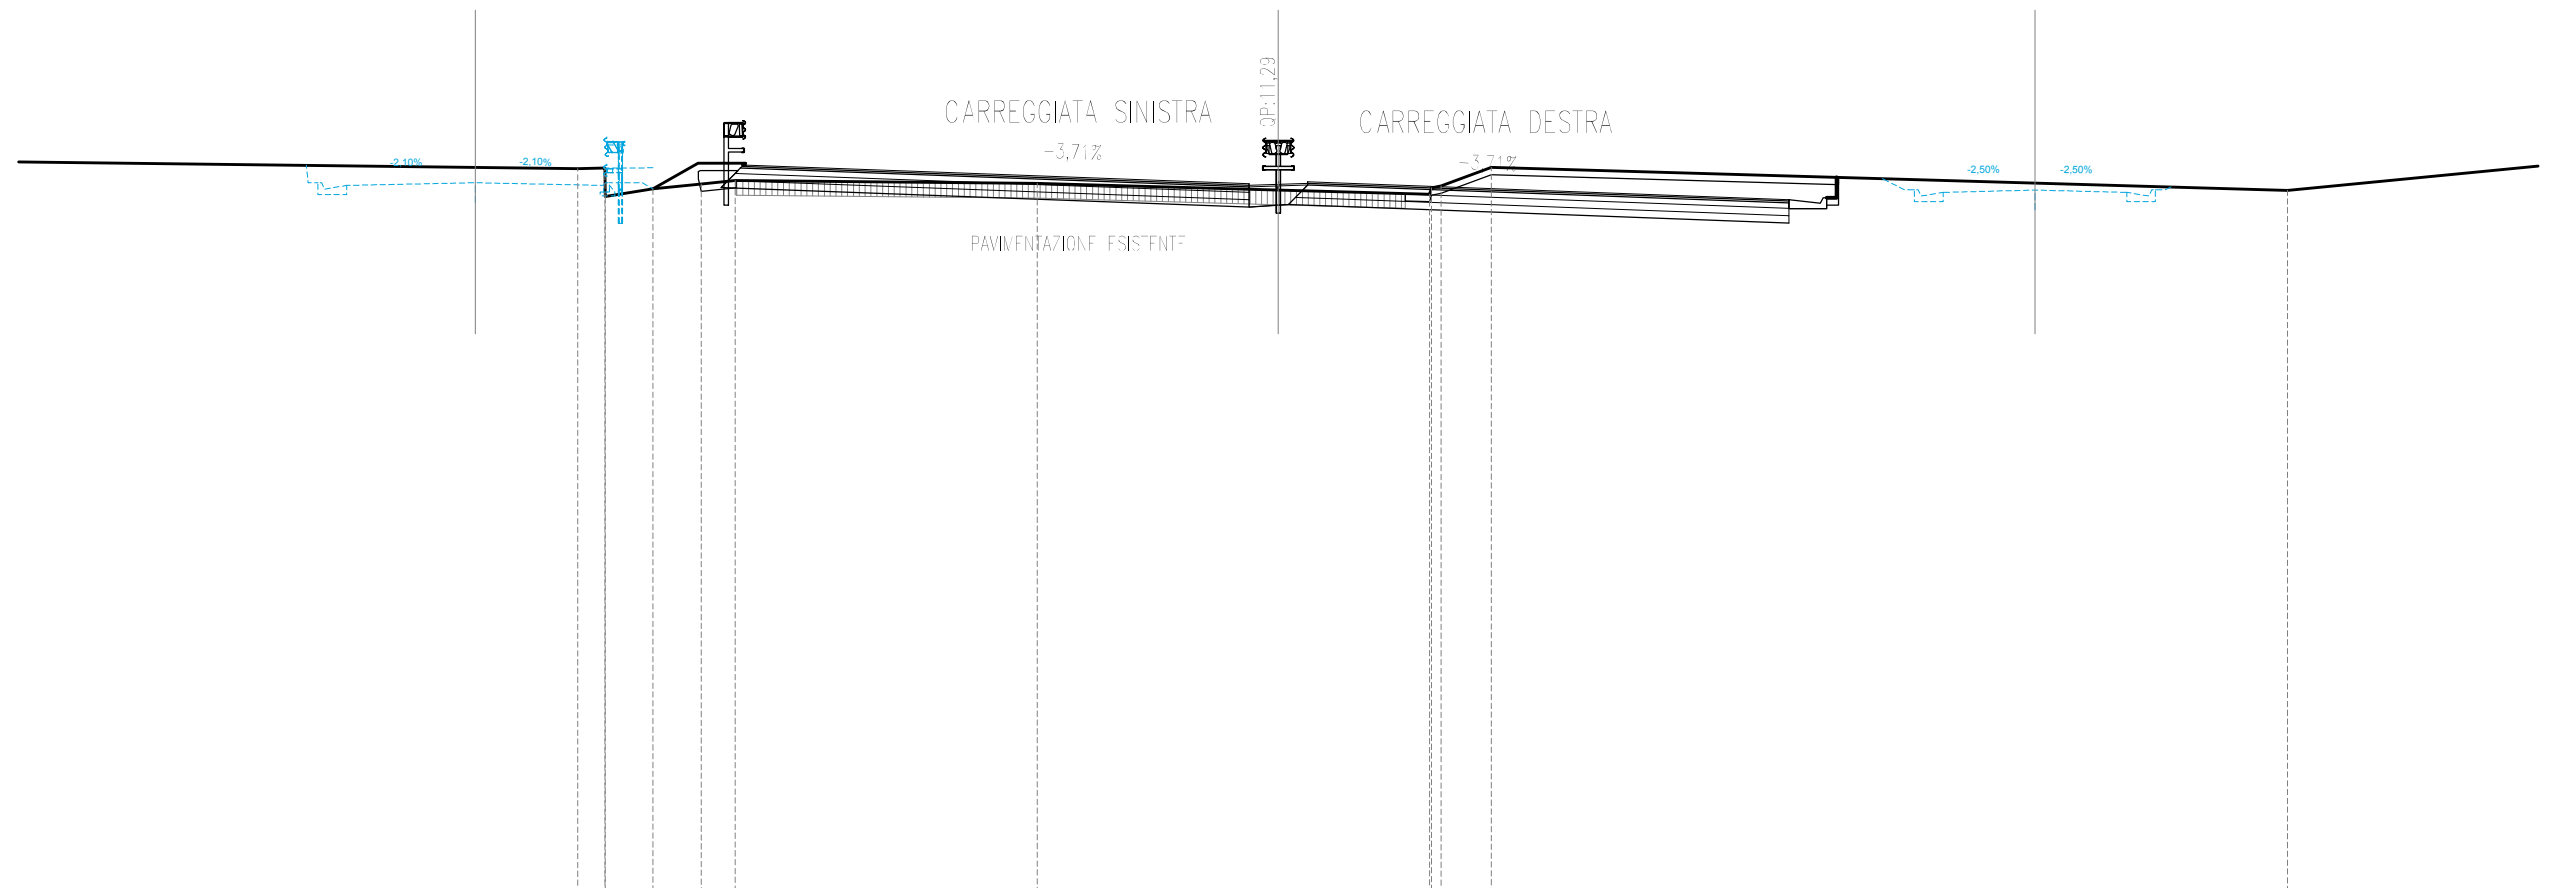 QP:11,29
CARREGGIATA SINISTRA
CARREGGIATA DESTRA
-3,71%
-3,71%
-2,10%
-2,10%
-2,50%
-2,50%
PAVIMENTAZIONE ESISTENTE